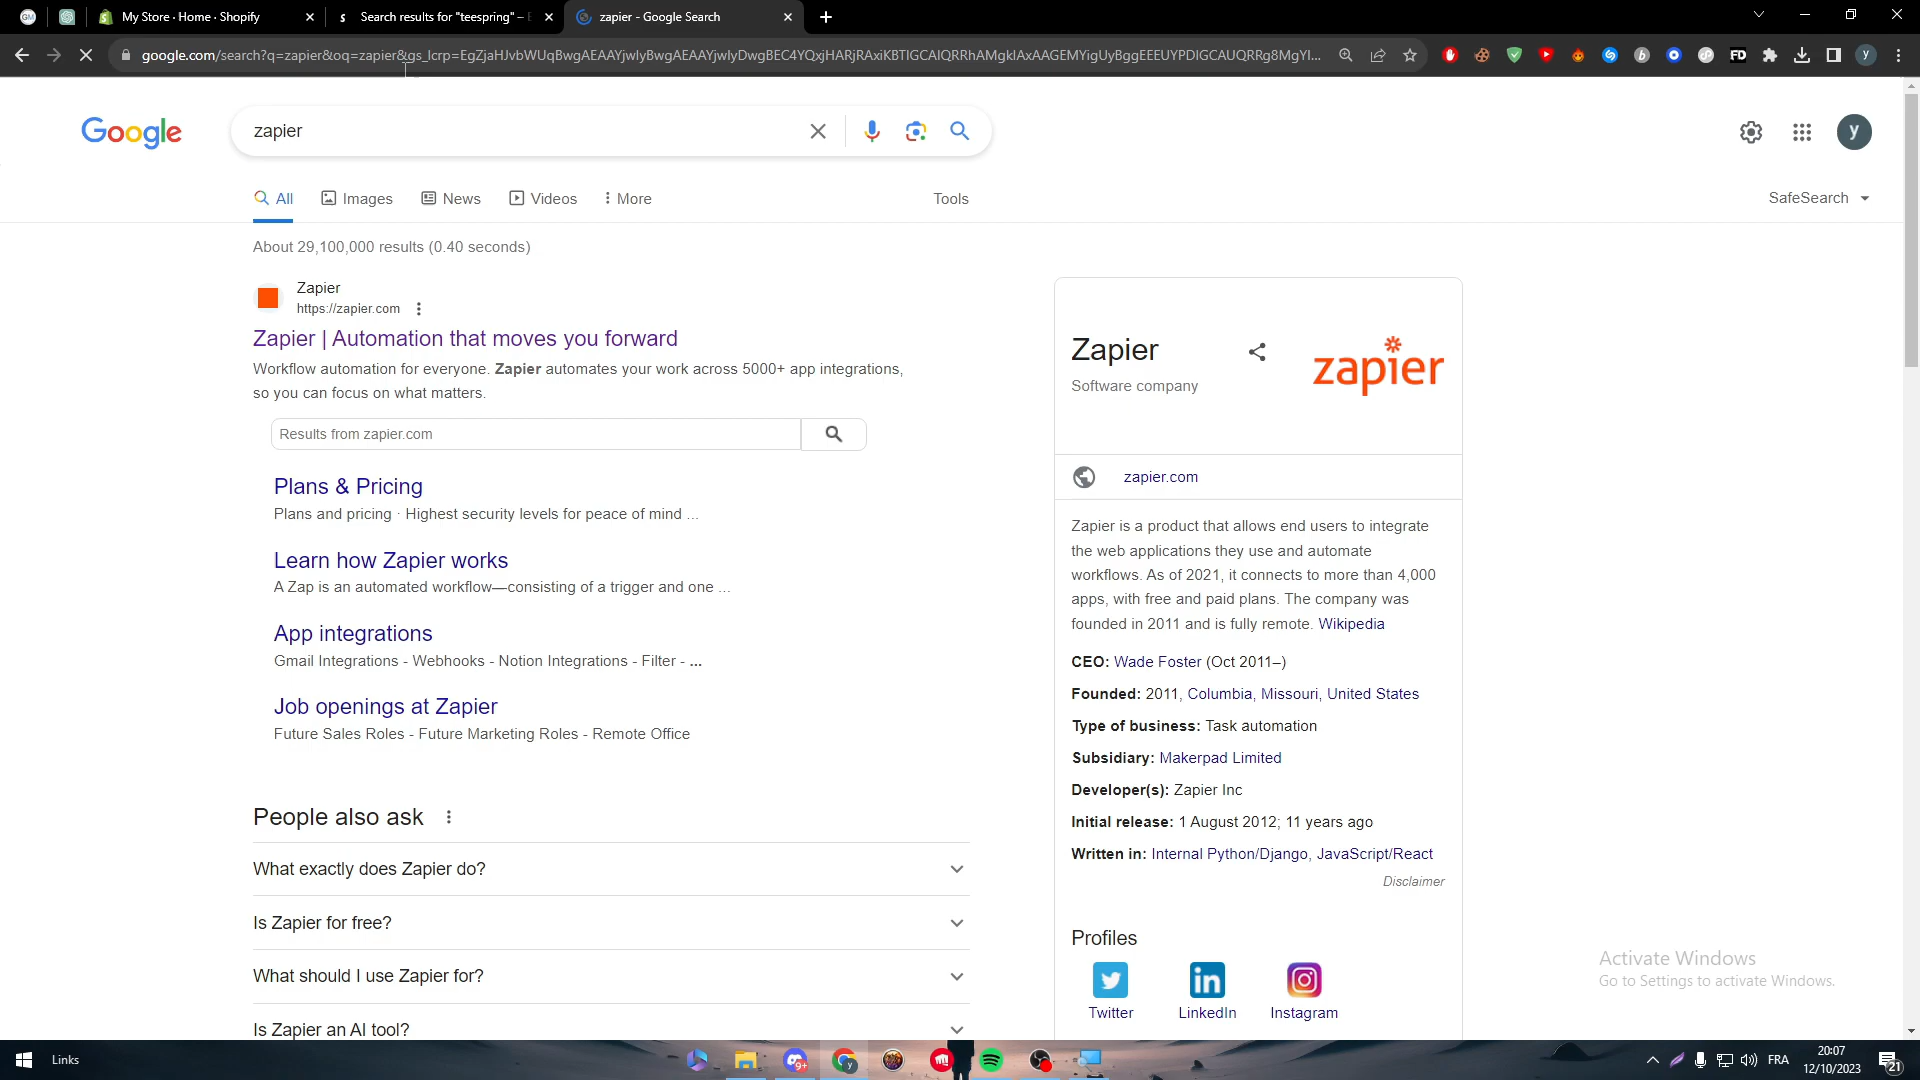 My Store · Home · Shopify
Search results for "teespring" –
zapier - Google Search
google.com/search?q=zapier&oq=zapier&gs_lcrp=EgZjaHJvbWUqBwgAEAAYjwIyBwgAEAAYjwIyDwgBEC4YQxjHARjRAxiKBTIGCAIQRRhAMgkIAxAAGEMYigUyBggEEEUYPDIGCAUQRRg8MgYI...
Google
zapier
y
All
Images
News
Videos
More
Tools
SafeSearch
About 29,100,000 results (0.40 seconds)
Zapier
https://zapier.com
Zapier | Automation that moves you forward
Workflow automation for everyone. Zapier automates your work across 5000+ app integrations,
so you can focus on what matters.
Results from zapier.com
Plans & Pricing
Plans and pricing · Highest security levels for peace of mind ...
Learn how Zapier works
A Zap is an automated workflow—consisting of a trigger and one ...
App integrations
Gmail Integrations - Webhooks - Notion Integrations - Filter - ...
Job openings at Zapier
Future Sales Roles - Future Marketing Roles - Remote Office
People also ask
What exactly does Zapier do?
Is Zapier for free?
What should I use Zapier for?
Is Zapier an AI tool?
Zapier
Software company
zapier
zapier.com
Zapier is a product that allows end users to integrate
the web applications they use and automate
workflows. As of 2021, it connects to more than 4,000
apps, with free and paid plans. The company was
founded in 2011 and is fully remote. Wikipedia
CEO: Wade Foster (Oct 2011–)
Founded: 2011, Columbia, Missouri, United States
Type of business: Task automation
Subsidiary: Makerpad Limited
Developer(s): Zapier Inc
Initial release: 1 August 2012; 11 years ago
Written in: Internal Python/Django, JavaScript/React
Disclaimer
Profiles
Twitter
LinkedIn
Instagram
Activate Windows
Go to Settings to activate Windows.
Links
FRA
20:07
12/10/2023
21